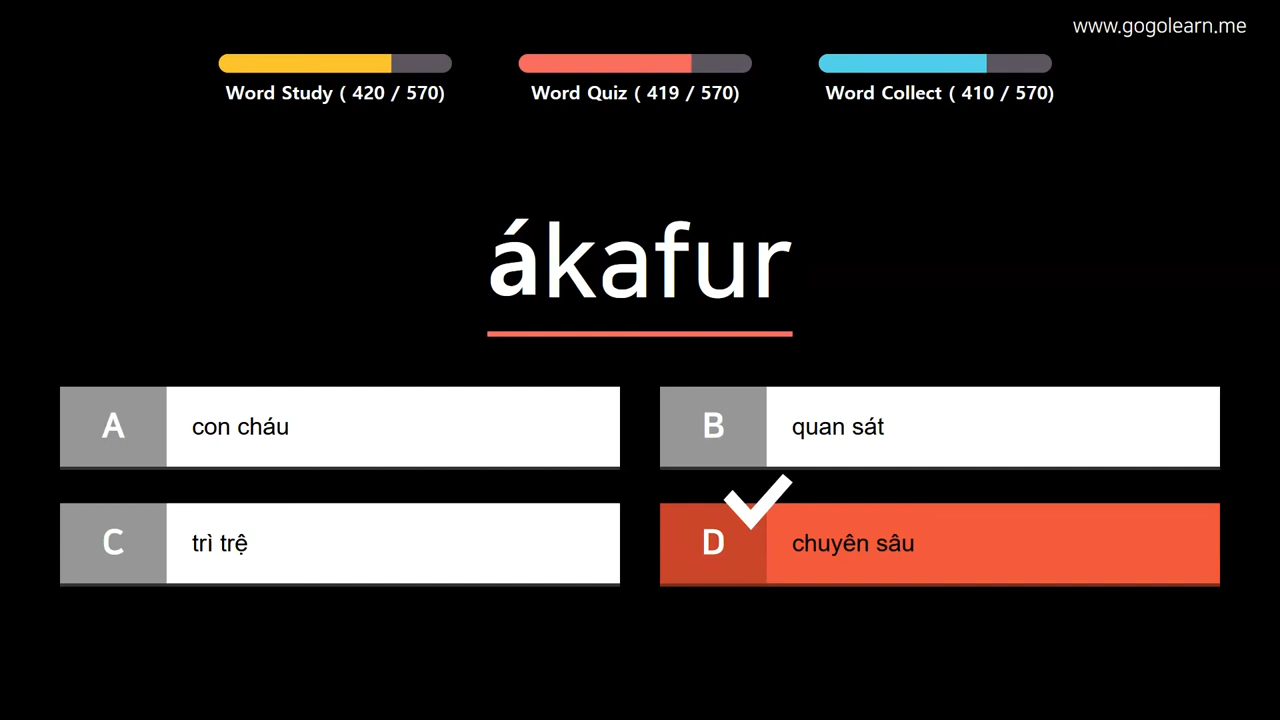 www.gogolearn.me
Word Study ( 420 / 570)
Word Quiz ( 419 / 570)
Word Collect ( 410 / 570)
ákafur
A con cháu
B quan sát
C trì trệ
D chuyên sâu